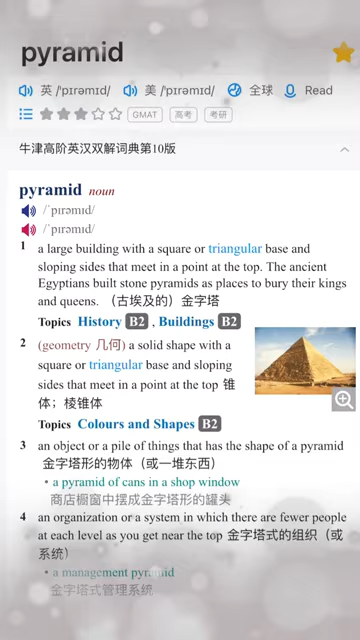 pyramid
英 /ˈpɪrəmɪd/ 美 /ˈpɪrəmɪd/ 全球 Read
GMAT 高考 考研
牛津高阶英汉双解词典第10版
pyramid noun
/ˈpɪrəmɪd/
/ˈpɪrəmɪd/
1 a large building with a square or triangular base and
sloping sides that meet in a point at the top. The ancient
Egyptians built stone pyramids as places to bury their kings
and queens. （古埃及的）金字塔
Topics History B2 , Buildings B2
2 (geometry 几何) a solid shape with a
square or triangular base and sloping
sides that meet in a point at the top 锥
体；棱锥体
Topics Colours and Shapes B2
3 an object or a pile of things that has the shape of a pyramid
金字塔形的物体（或一堆东西）
• a pyramid of cans in a shop window
商店橱窗中摆成金字塔形的罐头
4 an organization or a system in which there are fewer people
at each level as you get near the top 金字塔式的组织（或
系统）
• a management pyramid
金字塔式管理系统